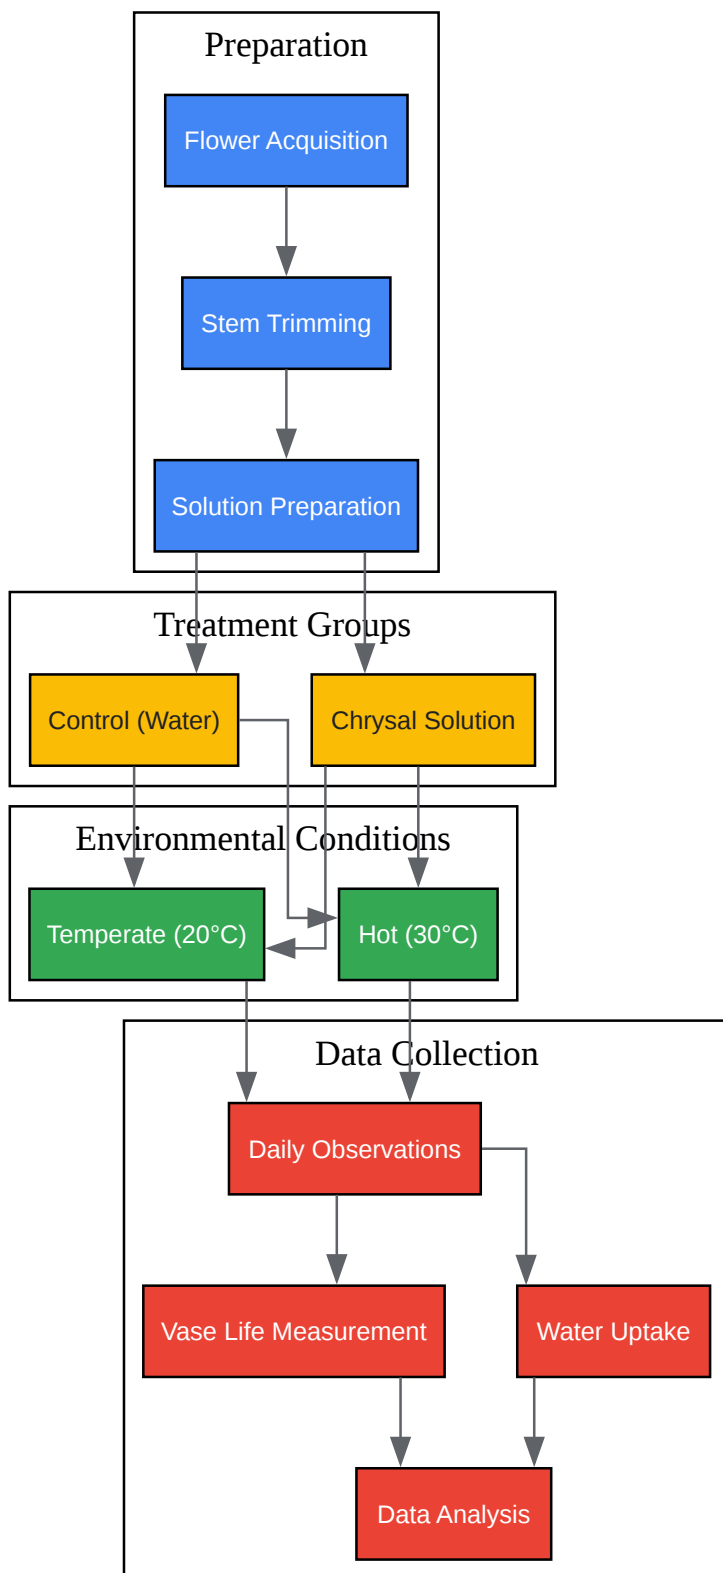 Preparation
Flower Acquisition
Stem Trimming
Solution Preparation
Treatment Groups
Control (Water)
Chrysal Solution
Environmental Conditions
Temperate (20°C)
Hot (30°C)
Data Collection
Daily Observations
Vase Life Measurement
Water Uptake
Data Analysis